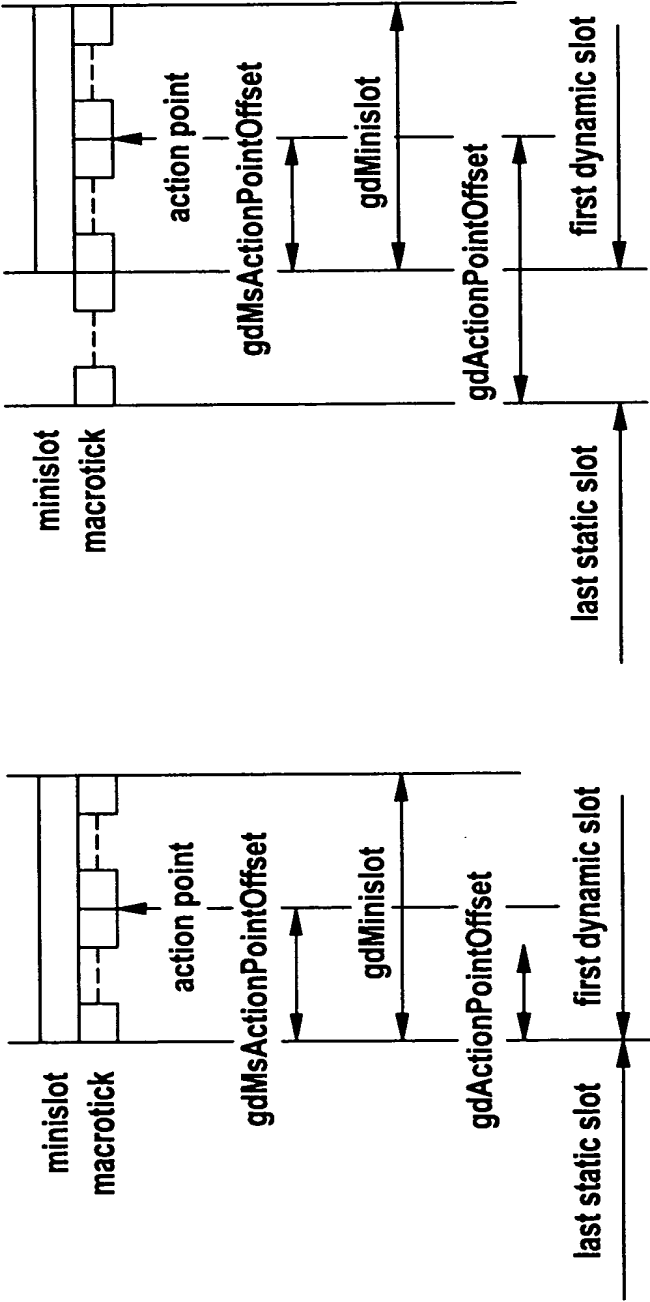 minislot
macrotick
action point
gdMsActionPointOffset
gdMinislot
gdActionPointOffset
last static slot
first dynamic slot
minislot
macrotick
action point
gdMsActionPointOffset
gdMinislot
gdActionPointOffset
last static slot
first dynamic slot